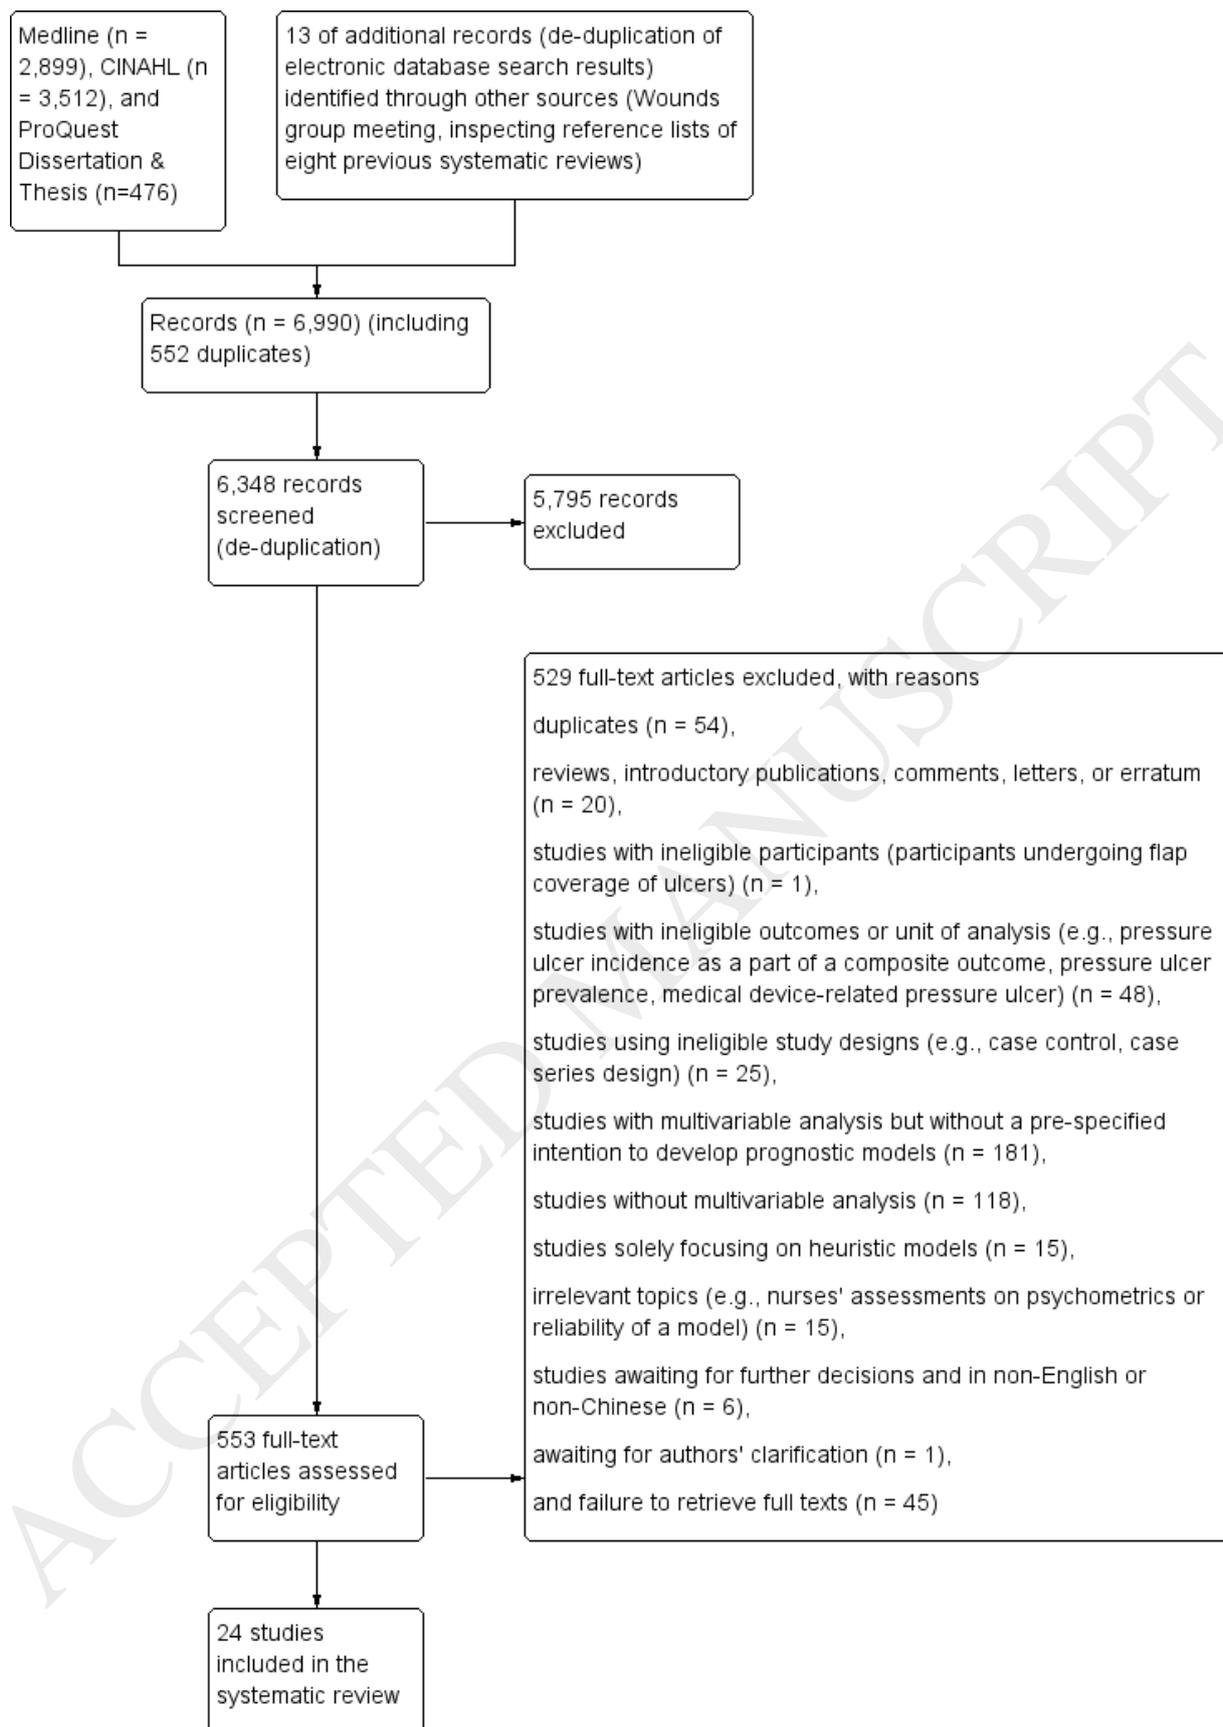 Medline (n =
2,899), CINAHL (n
= 3,512), and
ProQuest
Dissertation &
Thesis (n=476)
13 of additional records (de-duplication of
electronic database search results)
identified through other sources (Wounds
group meeting, inspecting reference lists of
eight previous systematic reviews)
Records (n = 6,990) (including
552 duplicates)
6,348 records
screened
(de-duplication)
5,795 records
excluded
529 full-text articles excluded, with reasons
duplicates (n = 54),
reviews, introductory publications, comments, letters, or erratum
(n = 20),
studies with ineligible participants (participants undergoing flap
coverage of ulcers) (n = 1),
studies with ineligible outcomes or unit of analysis (e.g., pressure
ulcer incidence as a part of a composite outcome, pressure ulcer
prevalence, medical device-related pressure ulcer) (n = 48),
studies using ineligible study designs (e.g., case control, case
series design) (n = 25),
studies with multivariable analysis but without a pre-specified
intention to develop prognostic models (n = 181),
studies without multivariable analysis (n = 118),
studies solely focusing on heuristic models (n = 15),
irrelevant topics (e.g., nurses' assessments on psychometrics or
reliability of a model) (n = 15),
studies awaiting for further decisions and in non-English or
non-Chinese (n = 6),
awaiting for authors' clarification (n = 1),
and failure to retrieve full texts (n = 45)
553 full-text
articles assessed
for eligibility
24 studies
included in the
systematic review
ACCEPTED MANUSCRIPT